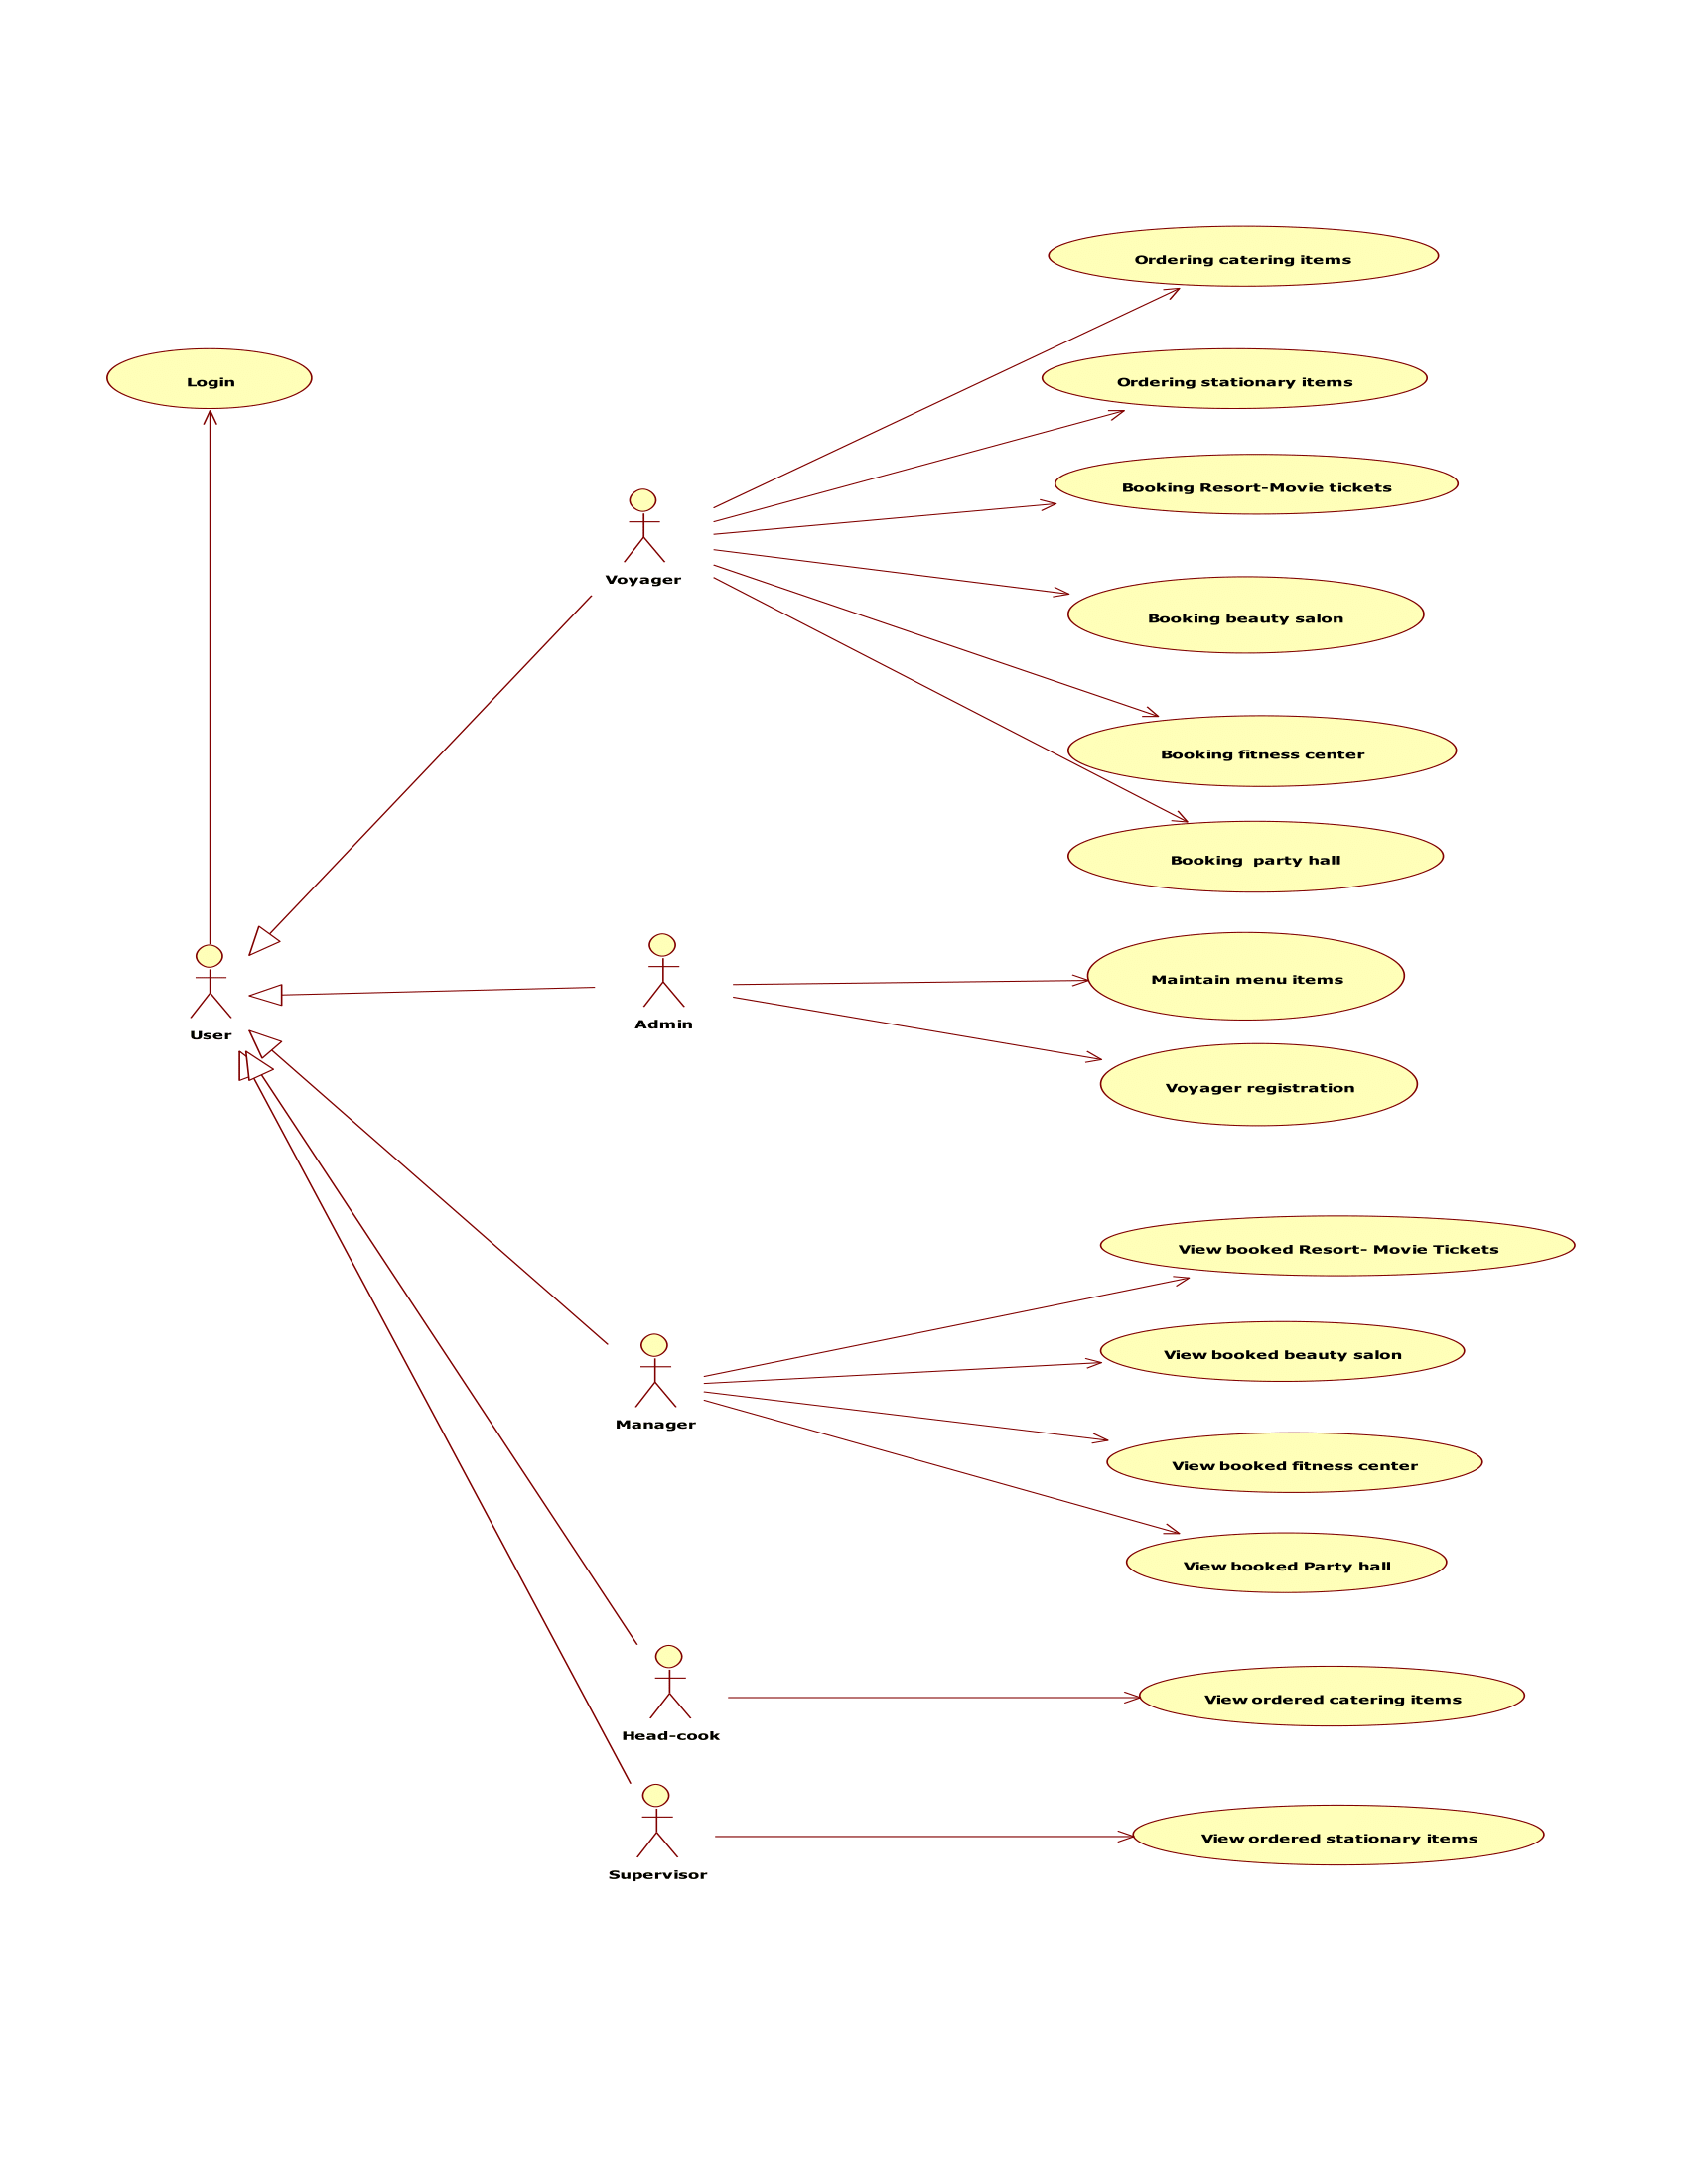 Ordering catering items
Login
Ordering stationary items
Booking Resort-Movie tickets
Voyager
Booking beauty salon
Booking fitness center
Booking  party hall
Maintain menu items
Admin
User
Voyager registration
View booked Resort- Movie Tickets
View booked beauty salon
Manager
View booked fitness center
View booked Party hall
View ordered catering items
Head-cook
View ordered stationary items
Supervisor